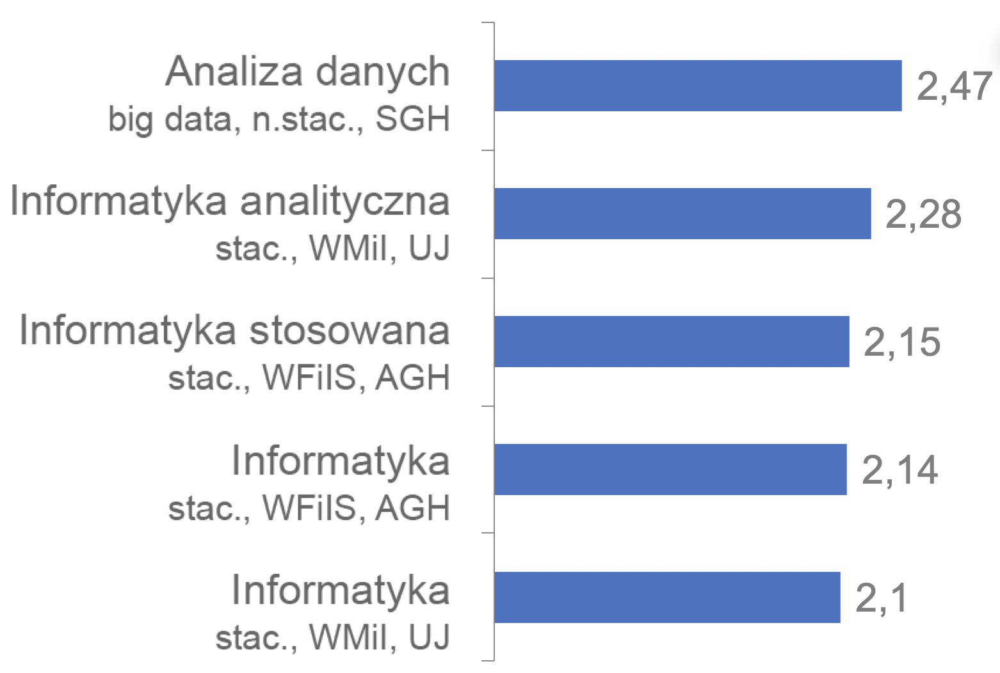 Analiza danych
big data, n.stac., SGH
2,47
Informatyka analityczna
stac., WMiI, UJ
2,28
Informatyka stosowana
stac., WFiIS, AGH
2,15
Informatyka
stac., WFiIS, AGH
2,14
Informatyka
stac., WMiI, UJ
2,1